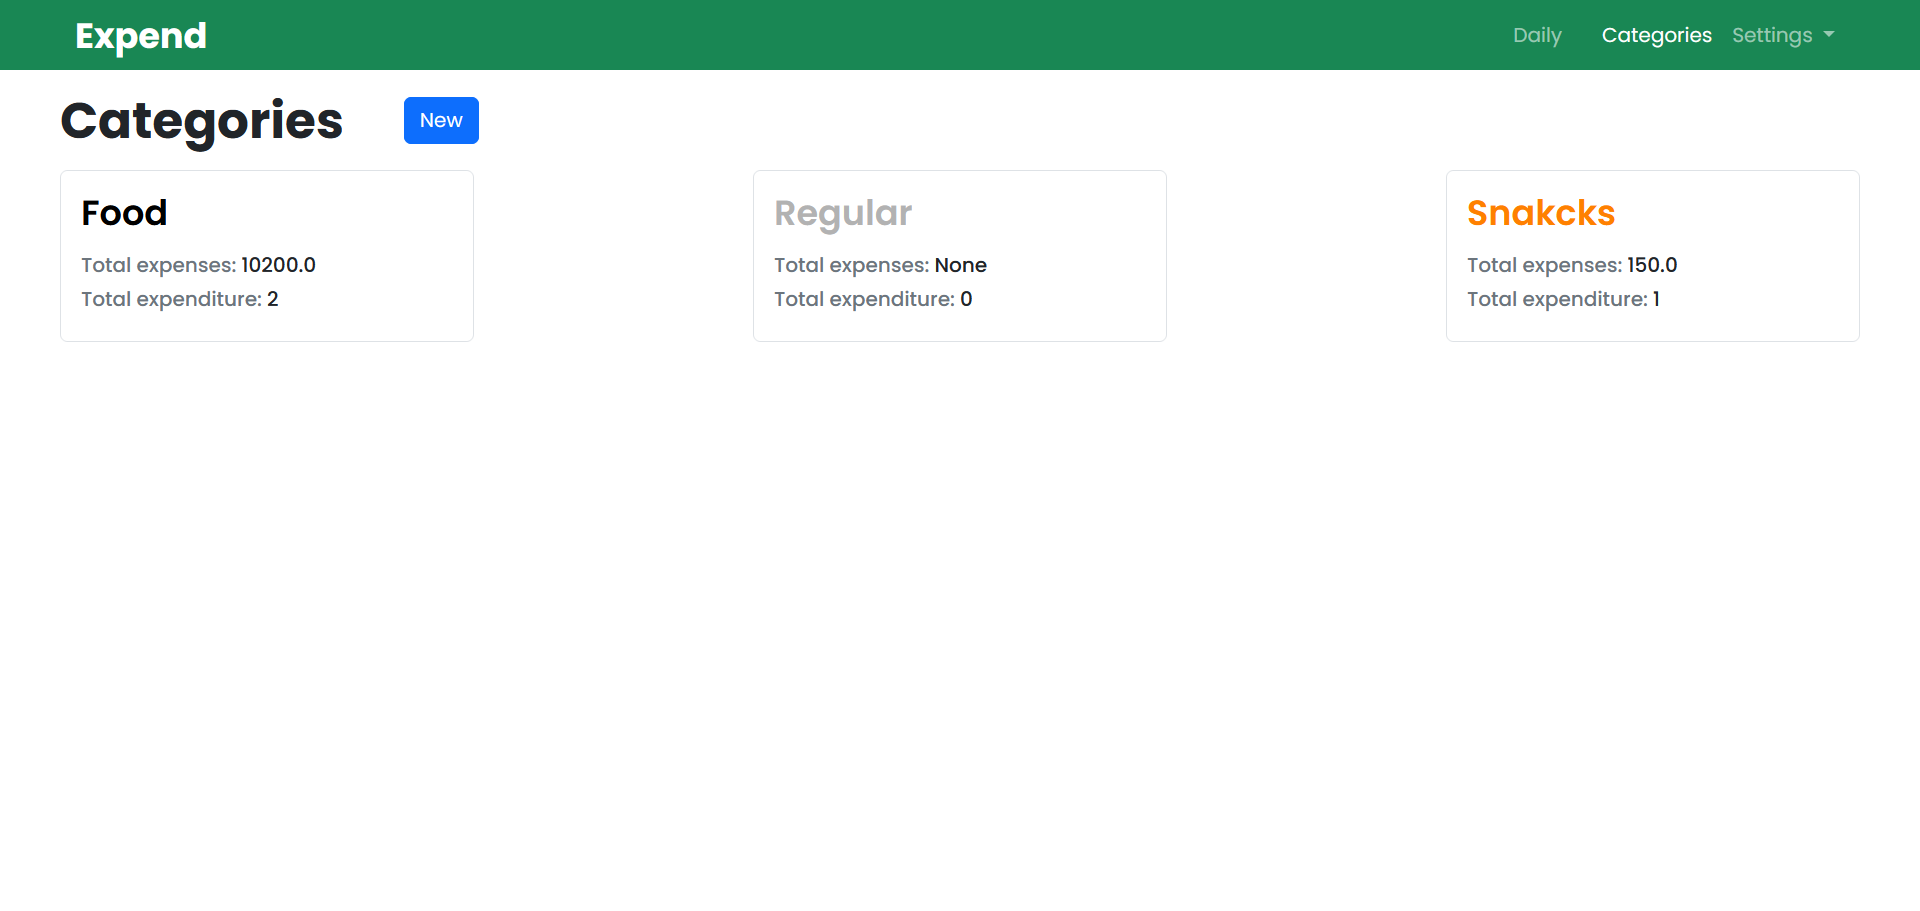 Expend
Daily Categories Settings
Categories
New
Food
Total expenses: 10200.0
Total expenditure: 2
Regular
Total expenses: None
Total expenditure: 0
Snakcks
Total expenses: 150.0
Total expenditure: 1